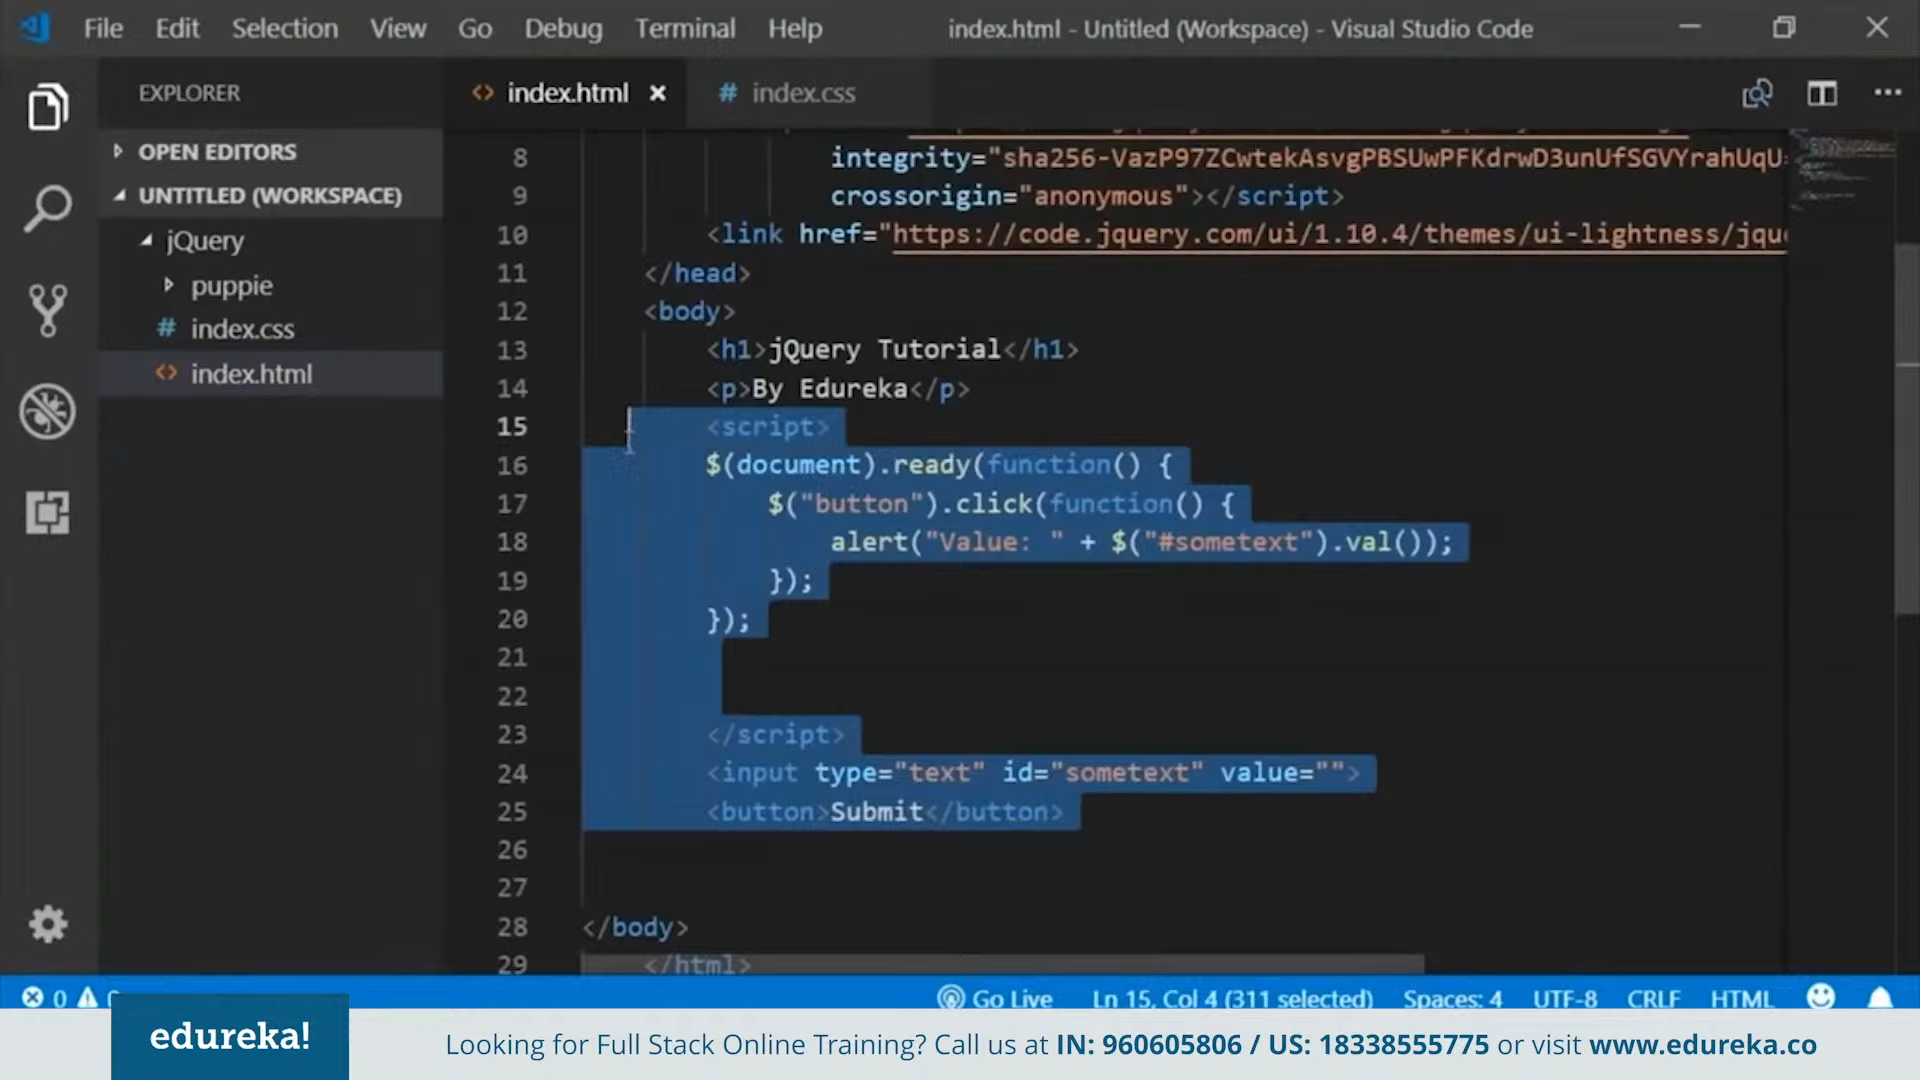 File Edit Selection View Go Debug Terminal Help index.html - Untitled (Workspace) - Visual Studio Code
EXPLORER
OPEN EDITORS
UNTITLED (WORKSPACE)
jQuery
puppie
# index.css
<> index.html
<> index.html # index.css
8 integrity="sha256-VazP97ZCwtekAsvgPBSUwPFKdrwD3unUfSGVYrahUqU
9 crossorigin="anonymous"></script>
10 <link href="https://code.jquery.com/ui/1.10.4/themes/ui-lightness/jqu
11 </head>
12 <body>
13 <h1>jQuery Tutorial</h1>
14 <p>By Edureka</p>
15 <script>
16 $(document).ready(function() {
17 $("button").click(function() {
18 alert("Value: " + $("#sometext").val());
19 });
20 });
21
22
23 </script>
24 <input type="text" id="sometext" value="">
25 <button>Submit</button>
26
27
28 </body>
29 </html>
0 Go Live Ln 15, Col 4 (311 selected) Spaces: 4 UTF-8 CRLF HTML
edureka!
Looking for Full Stack Online Training? Call us at IN: 960605806 / US: 18338555775 or visit www.edureka.co